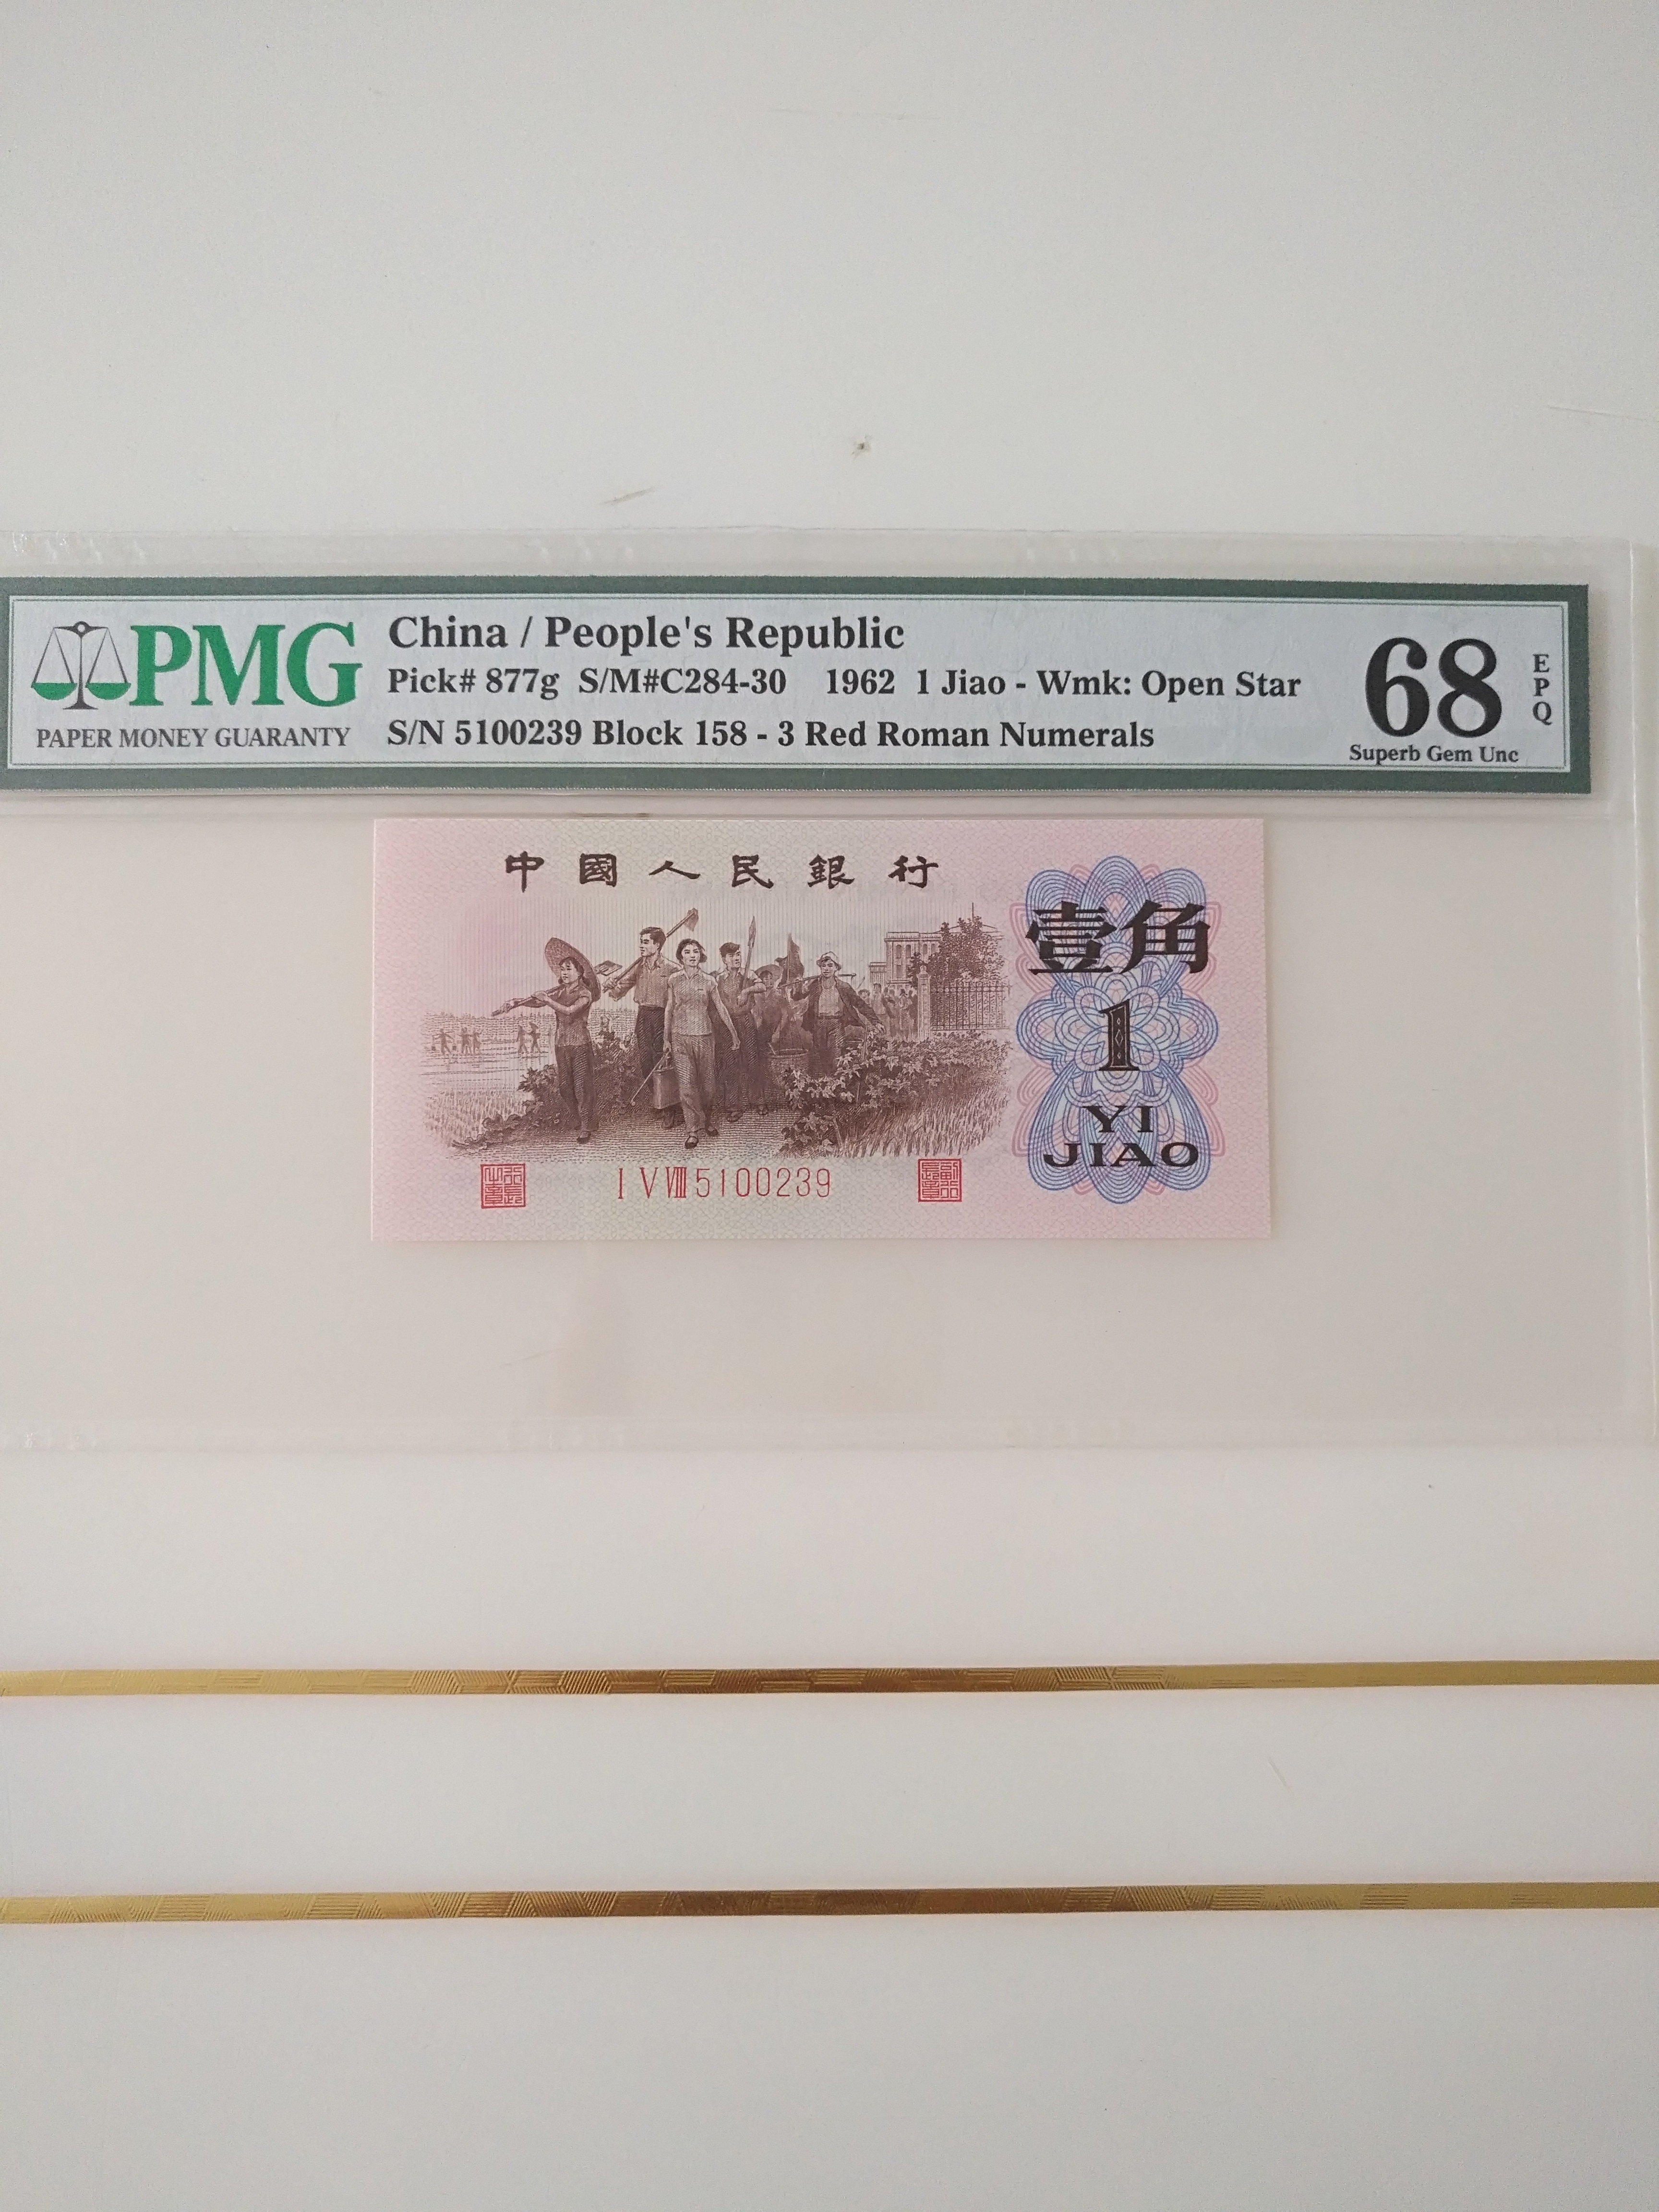 PMG
PAPER MONEY GUARANTY
China / People's Republic
Pick# 877g S/M#C284-30 1962 1 Jiao - Wmk: Open Star
S/N 5100239 Block 158 - 3 Red Roman Numerals
68
EPQ
Superb Gem Unc
中國人民銀行
壹角
1
YI
JIAO
I V VIII 5100239